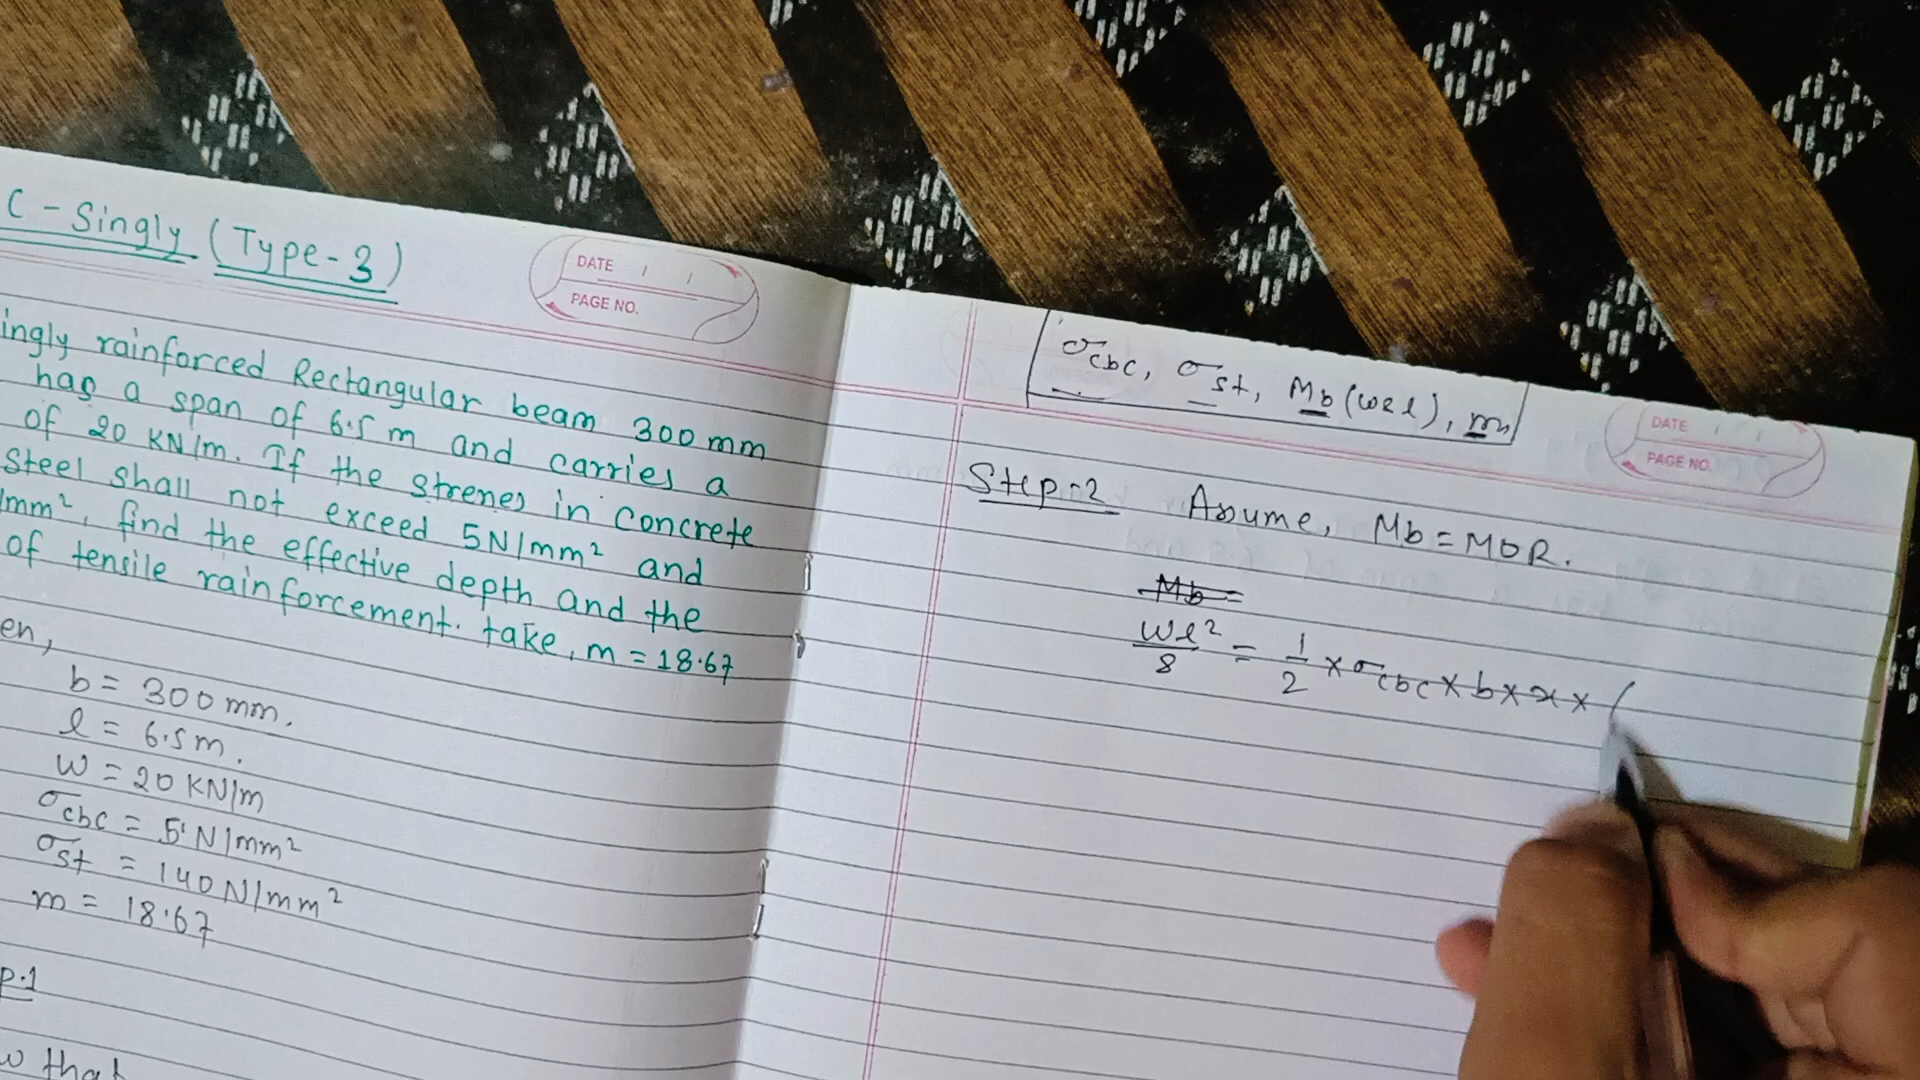 C - Singly (Type-3)
DATE / /
PAGE NO.
ingly rainforced Rectangular beam 300 mm
has a span of 6.5 m and carries a
of 20 KN/m. If the stresses in concrete
steel shall not exceed 5N/mm² and
/mm², find the effective depth and the
of tensile rainforcement. take, m = 18.67
en,
b = 300 mm.
l = 6.5 m.
w = 20 KN/m
σcbc = 5 N/mm²
σst = 140 N/mm²
m = 18.67
p.1
w that
σcbc, σst, Mb (w & l), m
DATE / /
PAGE NO.
Step-2 Assume, Mb = MOR.
Mb =
wl²/8 = 1/2 × σcbc × b × x × (